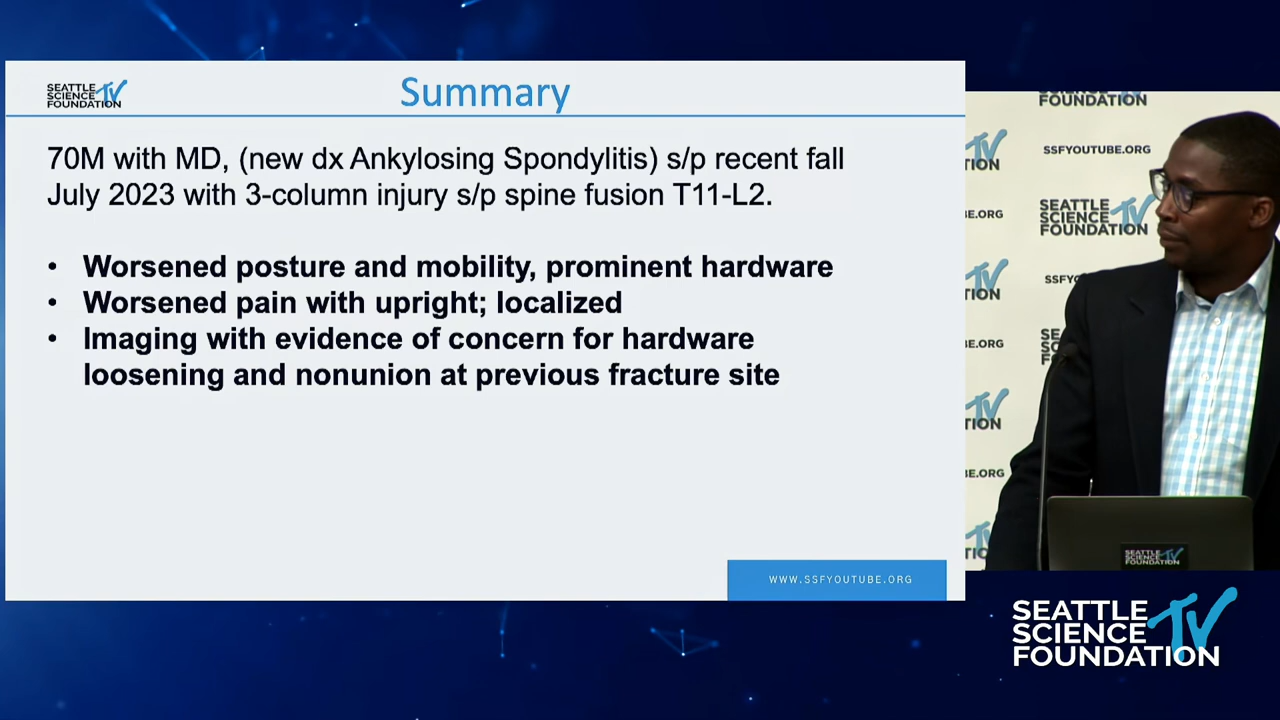 SEATTLE
SCIENCE TV
FOUNDATION
Summary
70M with MD, (new dx Ankylosing Spondylitis) s/p recent fall
July 2023 with 3-column injury s/p spine fusion T11-L2.
• Worsened posture and mobility, prominent hardware
• Worsened pain with upright; localized
• Imaging with evidence of concern for hardware
loosening and nonunion at previous fracture site
WWW.SSFYOUTUBE.ORG
FOUNDATION
SSFYOUTUBE.ORG
SEATTLE
SCIENCE TV
FOUNDATION
SEATTLE
SCIENCE TV
FOUNDATION
SEATTLE
SCIENCE TV
FOUNDATION